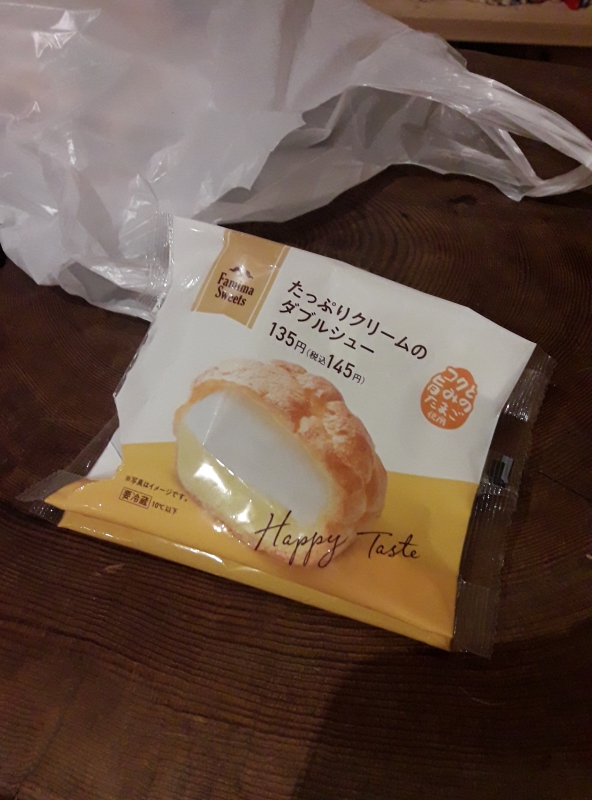 Famima
Sweets
たっぷりクリームの
ダブルシュー
135円(税込145円)
コクと
旨みの
たまご
使用
※写真はイメージです。
要冷蔵 10℃以下
Happy Taste